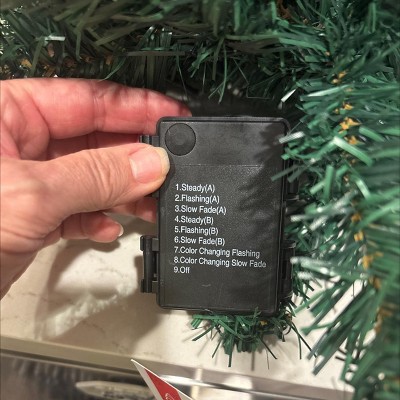 1.Steady(A)
2.Flashing(A)
3.Slow Fade(A)
4.Steady(B)
5.Flashing(B)
6.Slow Fade(B)
7.Color Changing Flashing
8.Color Changing Slow Fade
9.Off